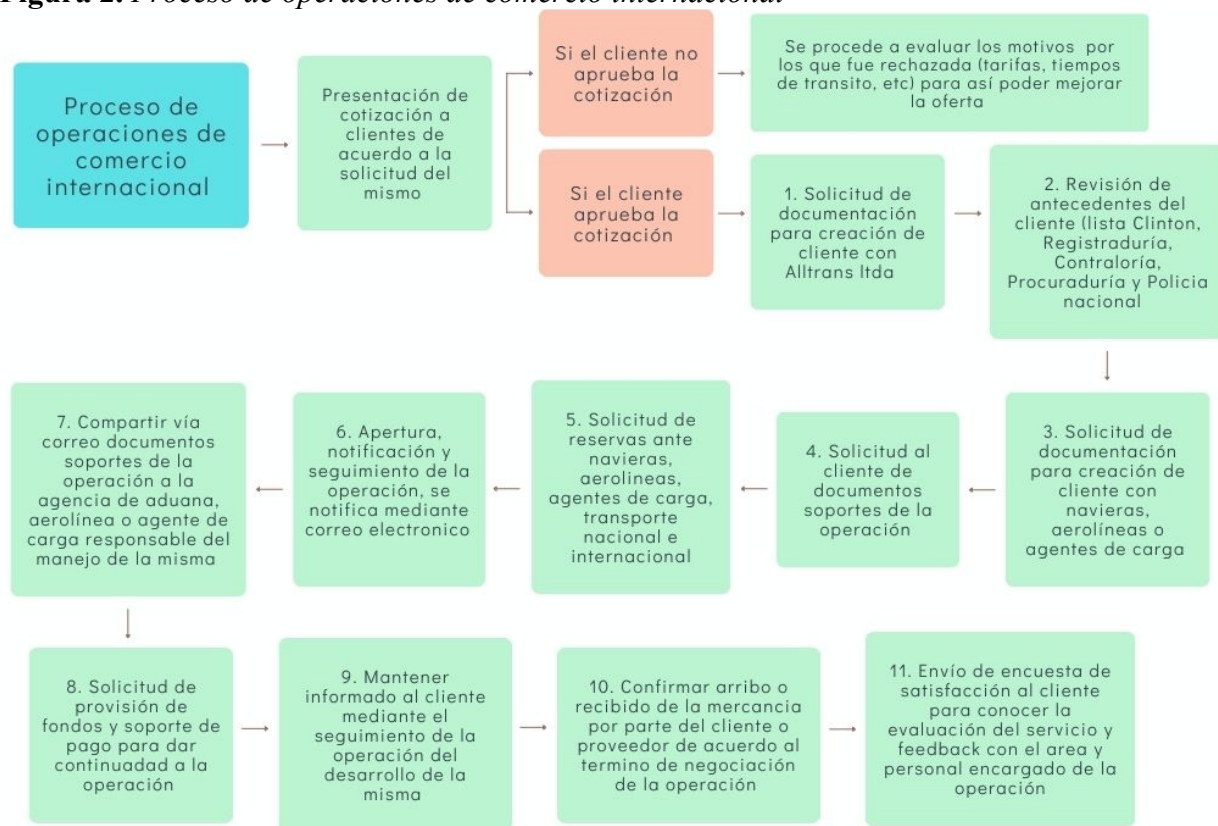 Figura 2. Proceso de operaciones de comercio internacional
Proceso de
operaciones de
comercio
internacional
Presentación de
cotización a
clientes de
acuerdo a la
solicitud del
mismo
Si el cliente no
aprueba la
cotización
Se procede a evaluar los motivos por
los que fue rechazada (tarifas, tiempos
de transito, etc) para así poder mejorar
la oferta
Si el cliente
aprueba la
cotización
1. Solicitud de
documentación
para creación de
cliente con
Alltrans ltda
2. Revisión de
antecedentes del
cliente (lista Clinton,
Registraduría,
Contraloría,
Procuraduría y Policia
nacional
3. Solicitud de
documentación
para creación de
cliente con
navieras,
aerolíneas o
agentes de carga
4. Solicitud al
cliente de
documentos
soportes de la
operación
5. Solicitud de
reservas ante
navieras,
aerolineas,
agentes de carga,
transporte
nacional e
internacional
6. Apertura,
notificación y
seguimiento de la
operación, se
notifica mediante
correo electronico
7. Compartir vía
correo documentos
soportes de la
operación a la
agencia de aduana,
aerolínea o agente de
carga responsable del
manejo de la misma
8. Solicitud de
provisión de
fondos y soporte de
pago para dar
continuadad a la
operación
9. Mantener
informado al cliente
mediante el
seguimiento de la
operación del
desarrollo de la
misma
10. Confirmar arribo o
recibido de la mercancia
por parte del cliente o
proveedor de acuerdo al
termino de negociación
de la operación
11. Envío de encuesta de
satisfacción al cliente
para conocer la
evaluación del servicio y
feedback con el area y
personal encargado de la
operación